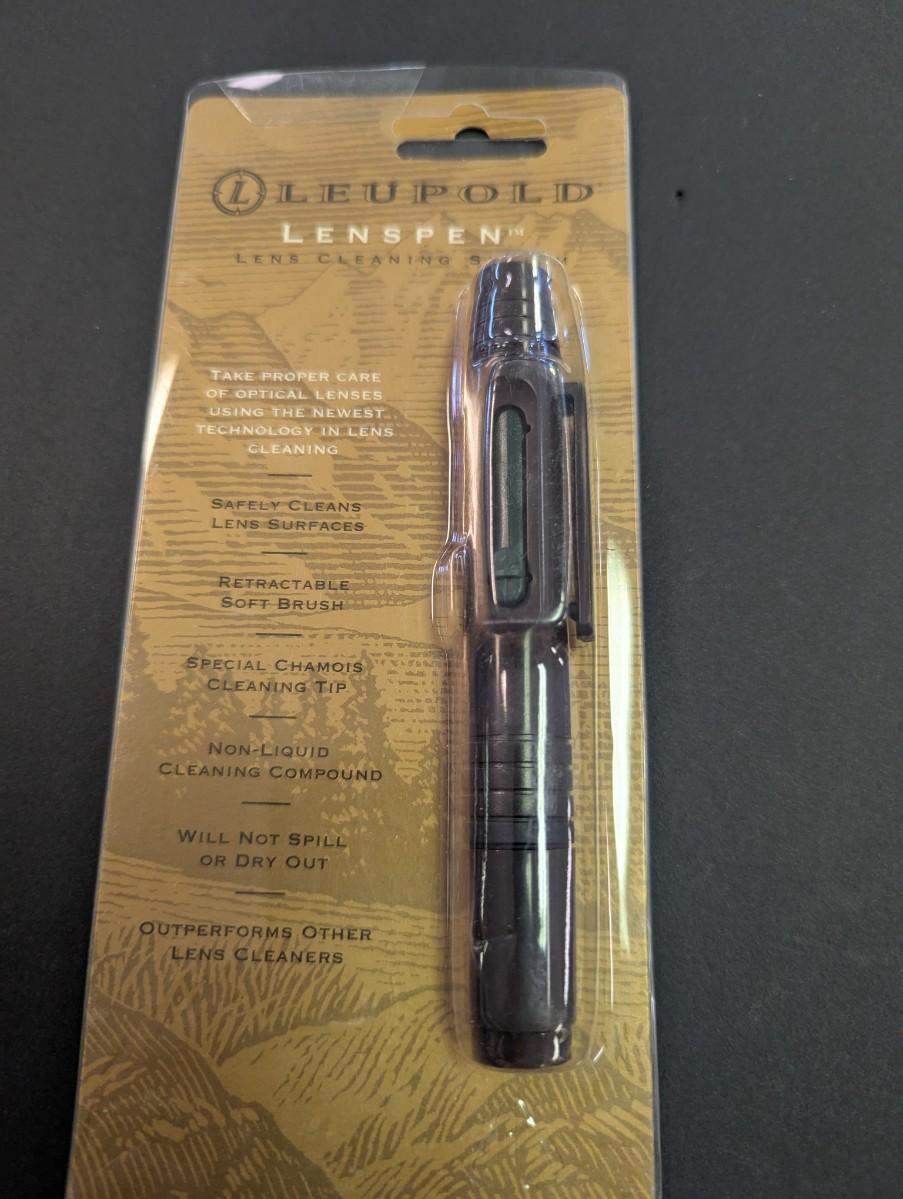 L LEUPOLD
LENSPEN™
LENS CLEANING
TAKE PROPER CARE
OF OPTICAL LENSES
USING THE NEWEST
TECHNOLOGY IN LENS
CLEANING
SAFELY CLEANS
LENS SURFACES
RETRACTABLE
SOFT BRUSH
SPECIAL CHAMOIS
CLEANING TIP
NON-LIQUID
CLEANING COMPOUND
WILL NOT SPILL
OR DRY OUT
OUTPERFORMS OTHER
LENS CLEANERS